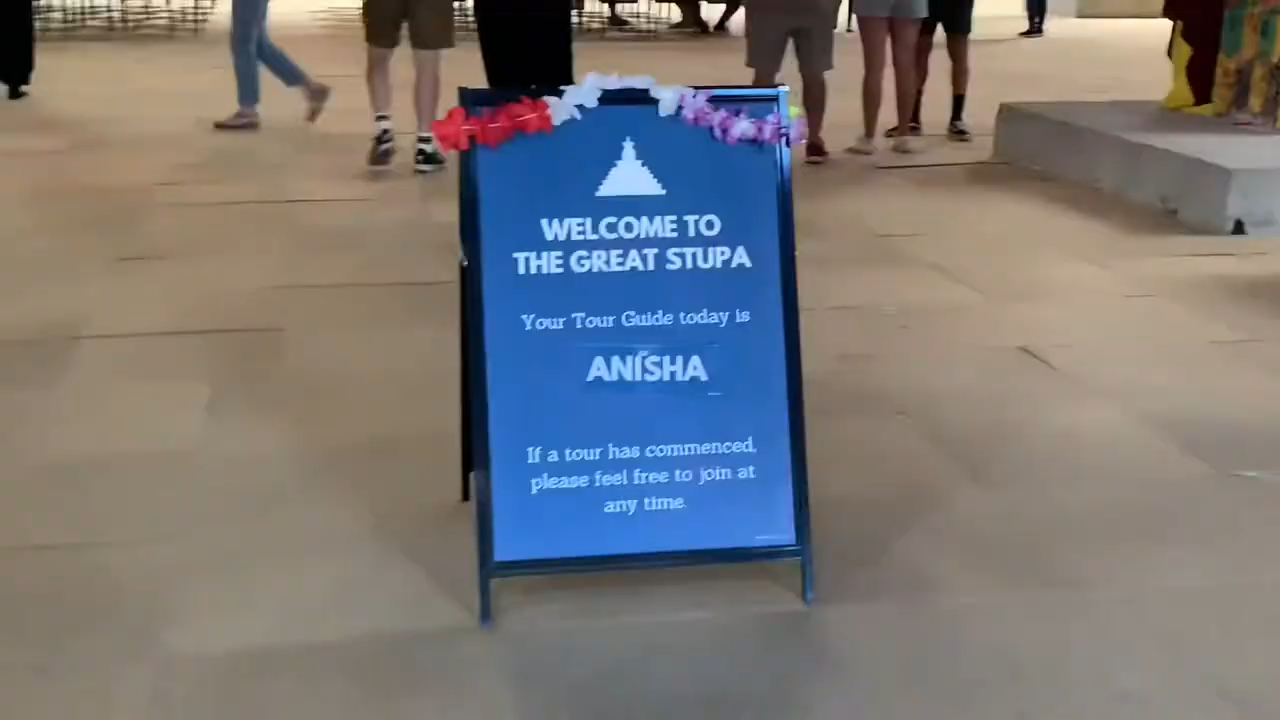 WELCOME TO
THE GREAT STUPA
Your Tour Guide today is
ANISHA
If a tour has commenced,
please feel free to join at
any time.